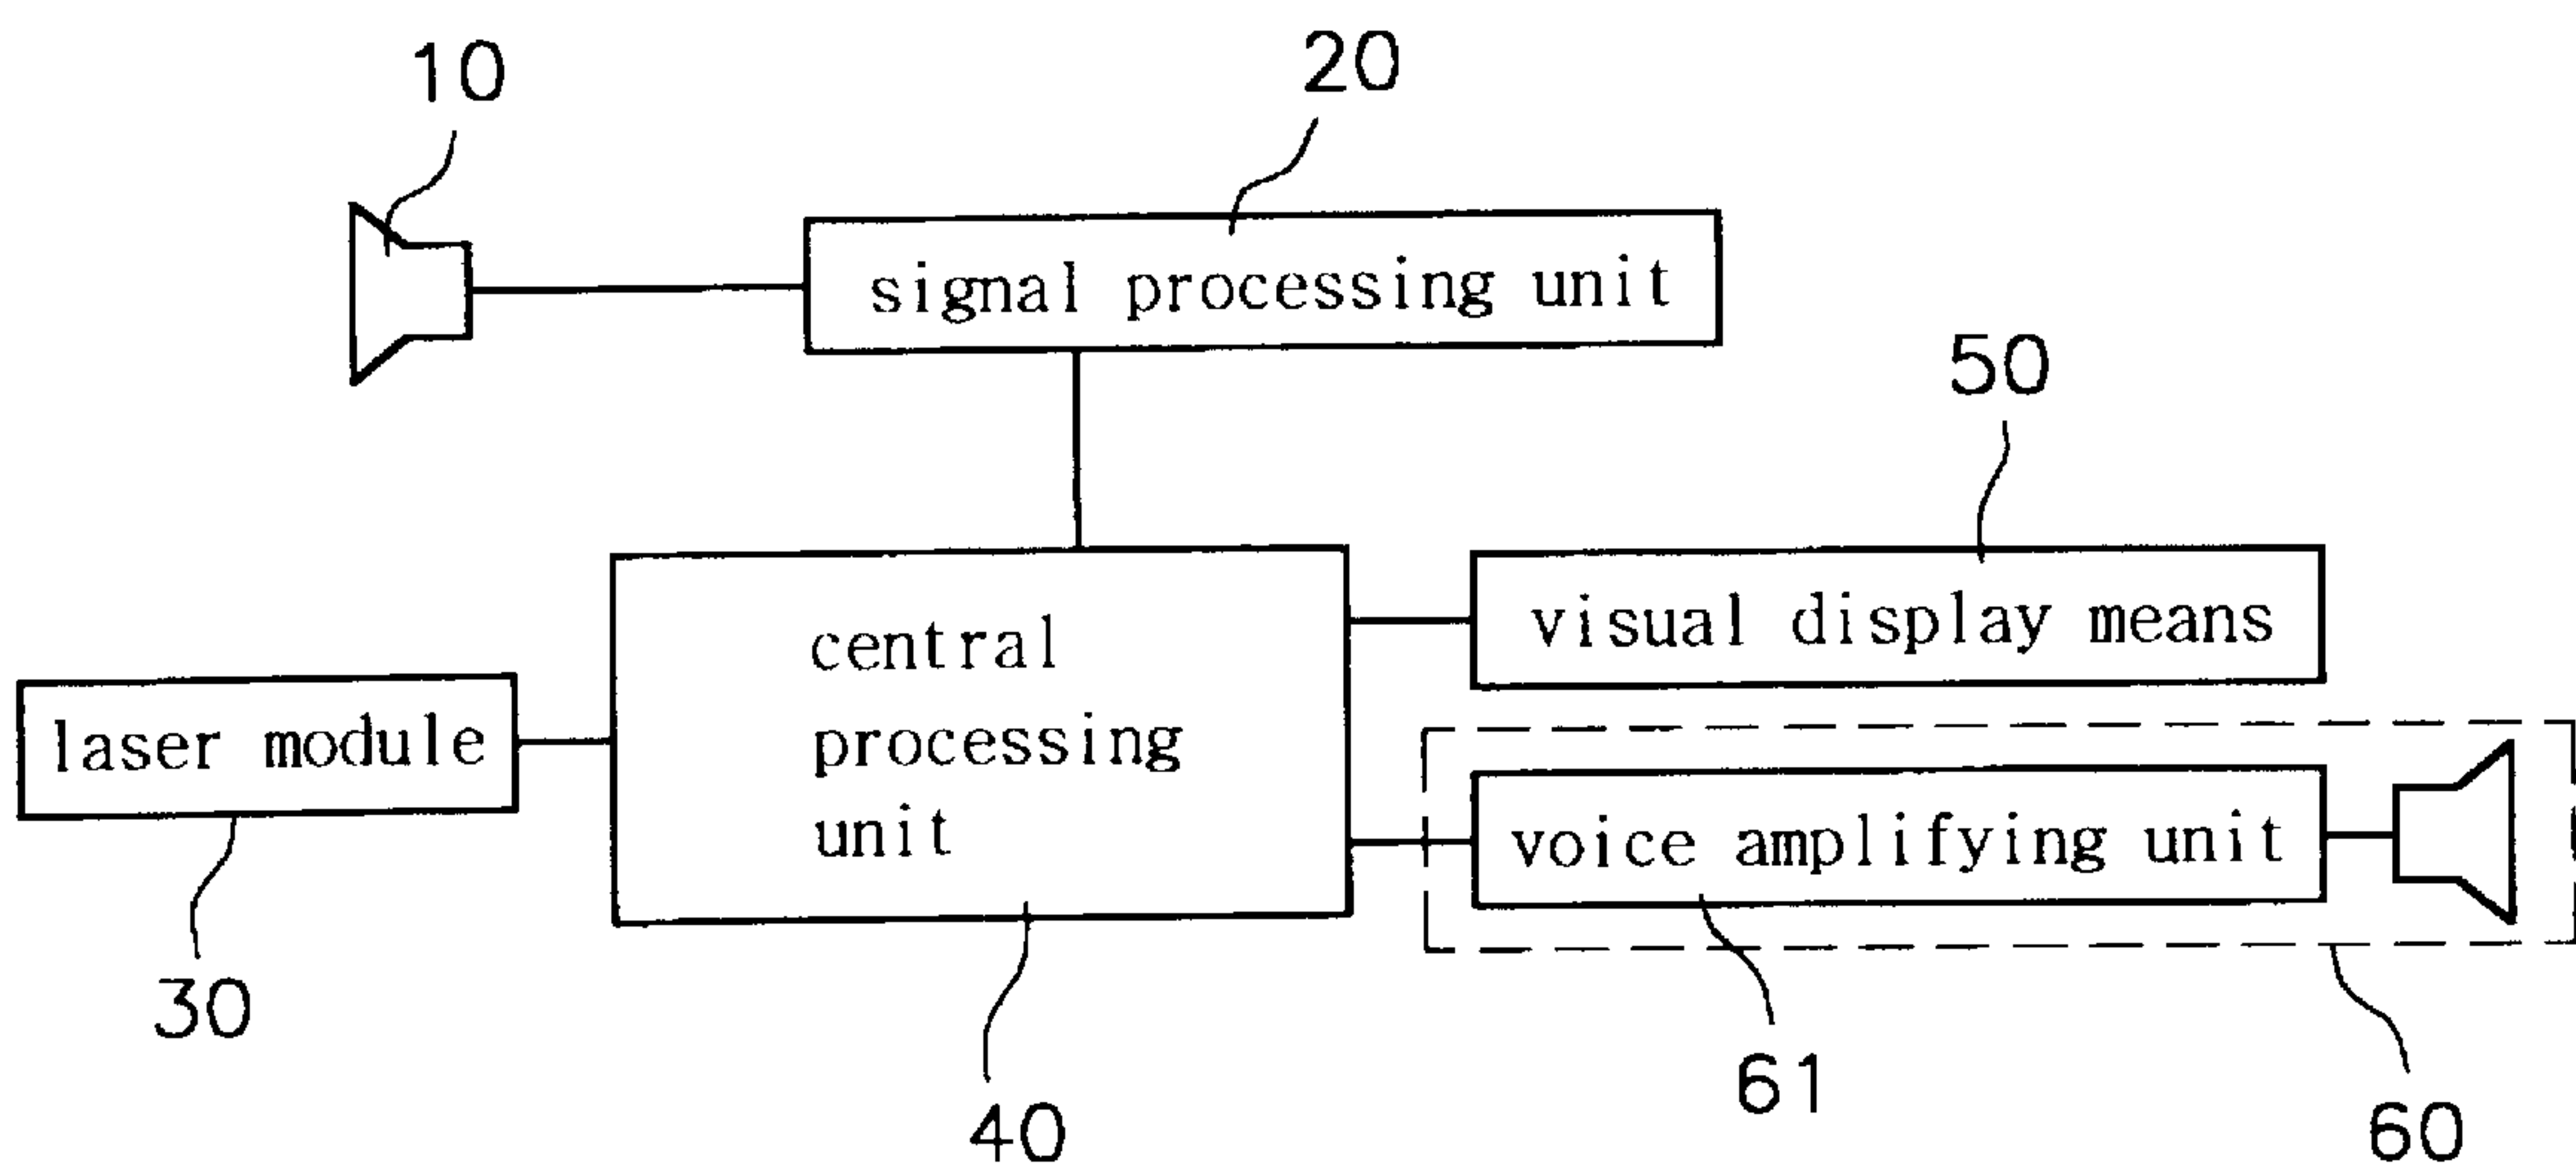 10
20
signal processing unit
50
visual display means
central
processing
unit
laser module
voice amplifying unit
30
40
61
60